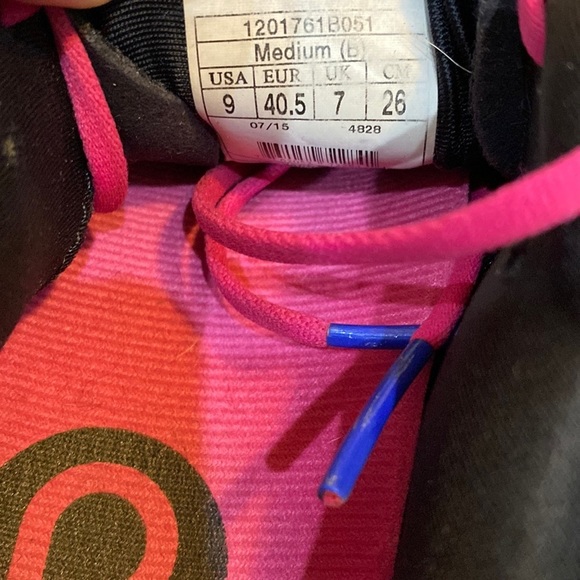 1201761B051
Medium (B)
USA EUR UK CM
9 40.5 7 26
07/15 4828